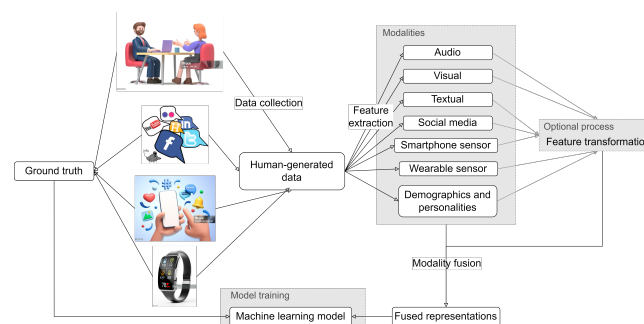 Modalities
Audio
Visual
Textual
Social media
Smartphone sensor
Wearable sensor
Demographics and
personalities
Data collection
Feature
extraction
Optional process
Feature transformatio
Ground truth
Human-generated
data
Modality fusion
Model training
Machine learning model
Fused representations